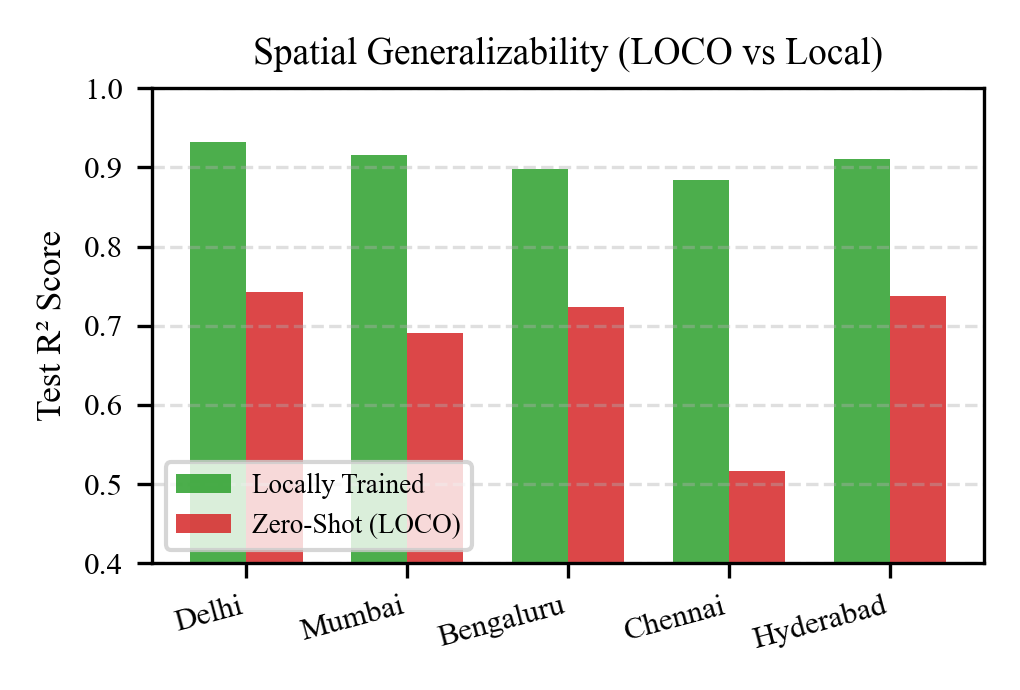 Spatial Generalizability (LOCO vs Local)
Test R² Score
1.0
0.9
0.8
0.7
0.6
0.5
0.4
Locally Trained
Zero-Shot (LOCO)
Delhi
Mumbai
Bengaluru
Chennai
Hyderabad